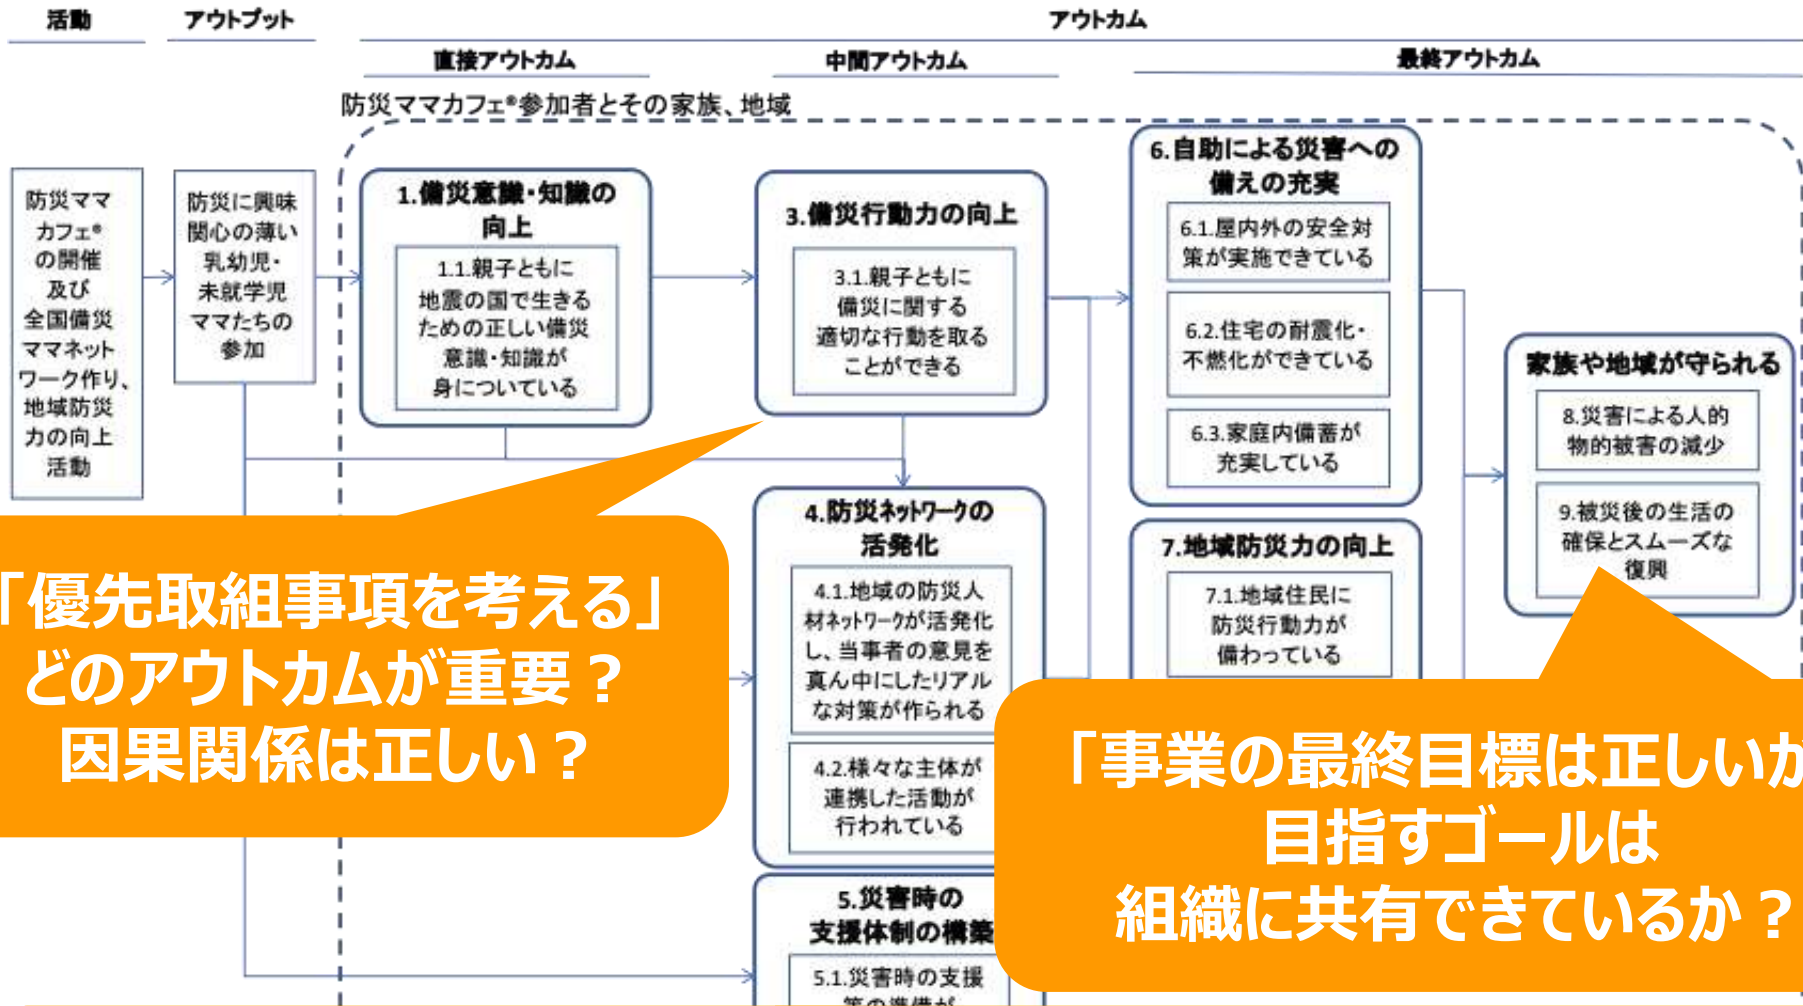 活動
アウトプット
アウトカム
直接アウトカム
中間アウトカム
最終アウトカム
防災ママカフェ®参加者とその家族、地域
防災ママ
カフェ®
の開催
及び
全国備災
ママネット
ワーク作り、
地域防災
力の向上
活動
防災に興味
関心の薄い
乳幼児・
未就学児
ママたちの
参加
1.備災意識・知識の
向上
1.1.親子ともに
地震の国で生きる
ための正しい備災
意識・知識が
身についている
3.備災行動力の向上
3.1.親子ともに
備災に関する
適切な行動を取る
ことができる
4.防災ネットワークの
活発化
4.1.地域の防災人
材ネットワークが活発化
し、当事者の意見を
真ん中にしたリアル
な対策が作られる
4.2.様々な主体が
連携した活動が
行われている
5.災害時の
支援体制の構築
5.1.災害時の支援
等の準備が
6.自助による災害への
備えの充実
6.1.屋内外の安全対
策が実施できている
6.2.住宅の耐震化・
不燃化ができている
6.3.家庭内備蓄が
充実している
7.地域防災力の向上
7.1.地域住民に
防災行動力が
備わっている
家族や地域が守られる
8.災害による人的
物的被害の減少
9.被災後の生活の
確保とスムーズな
復興
「優先取組事項を考える」
どのアウトカムが重要？
因果関係は正しい？
「事業の最終目標は正しいか
目指すゴールは
組織に共有できているか？